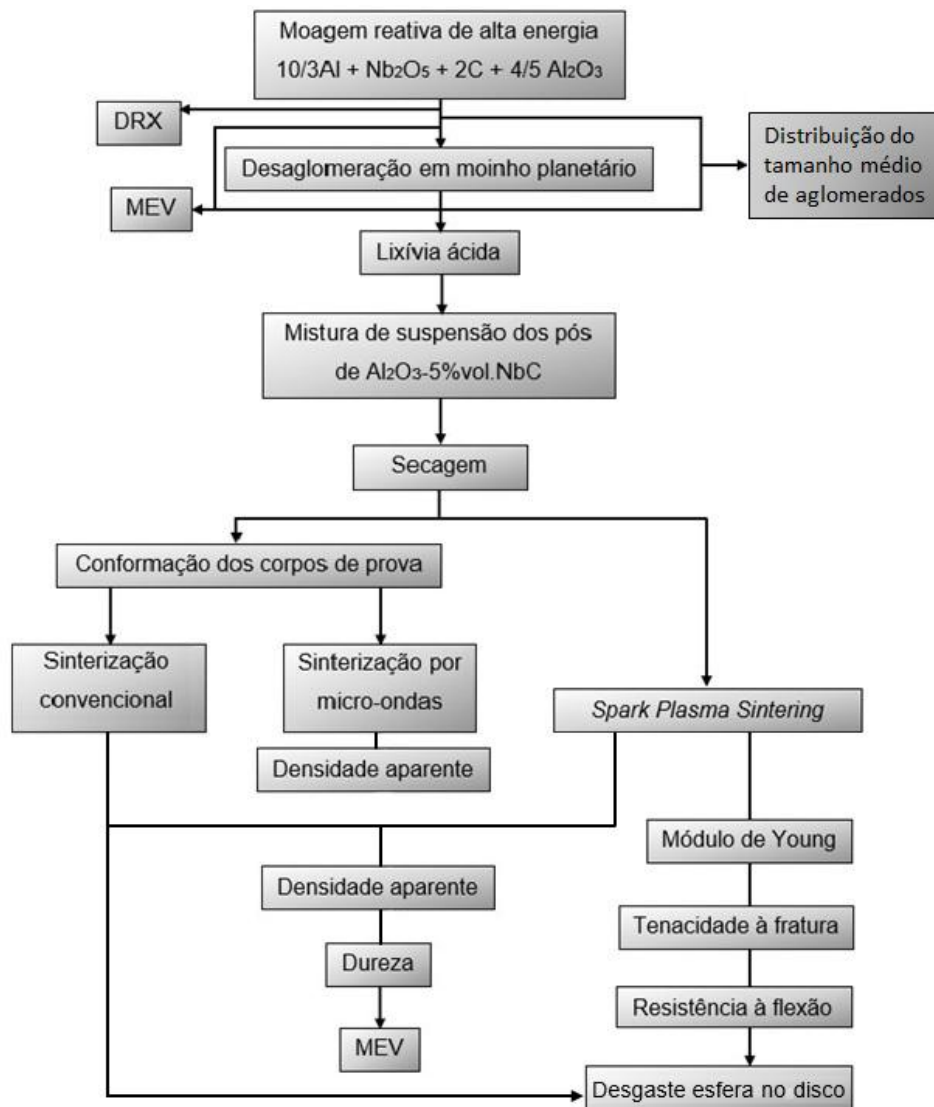 Moagem reativa de alta energia
10/3Al + Nb₂O₅ + 2C + 4/5 Al₂O₃
DRX
Distribuição do
tamanho médio
de aglomerados
Desaglomeração em moinho planetário
MEV
Lixívia ácida
Mistura de suspensão dos pós
de Al₂O₃-5%vol.NbC
Secagem
Conformação dos corpos de prova
Sinterização
convencional
Sinterização por
micro-ondas
Spark Plasma Sintering
Densidade aparente
Módulo de Young
Densidade aparente
Tenacidade à fratura
Dureza
Resistência à flexão
MEV
Desgaste esfera no disco